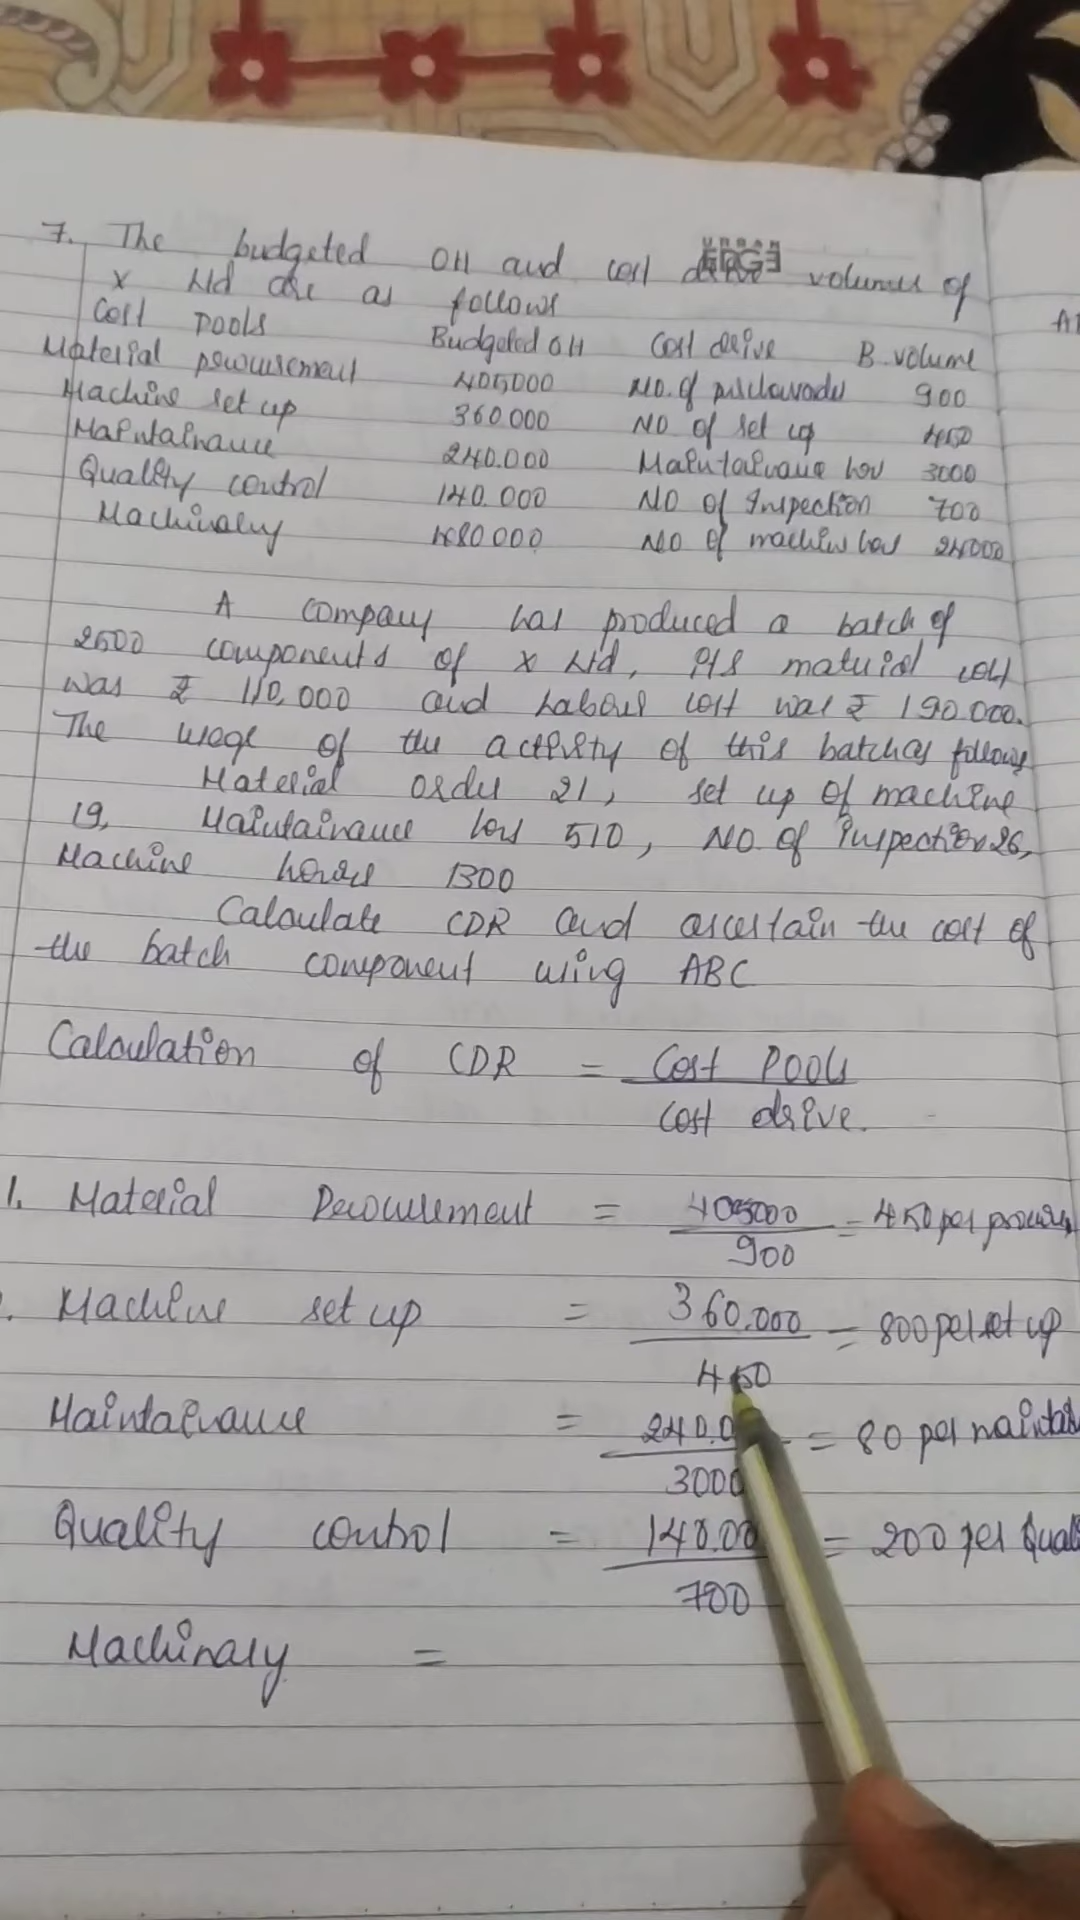 7. The budgeted OH and cost drive volumes of
URBAN EDGE
X Ltd are as follows
Cost pools Budgeted OH Cost drive B. volume
Material procurement 405000 NO. of 900
Machine set up 360.000 NO of set up 450
Maintainance 240.000 Maintainance hou 3000
Quality control 140.000 NO of Inspection 700
Machinary 1080000 NO of machine hou 24000
A company has produced a batch of
2500 components of X Ltd, its material cost
was ₹ 110,000 and Labour cost was ₹ 190.000.
The usage of the activity of this batch as follows
Material order 21, set up of machine
19, Maintainance hous 510, NO. of Inspection 26,
Machine hours 1300
Calculate CDR and ascertain the cost of
the batch component using ABC
Calculation of CDR = Cost Pools
Cost drive.
1. Material Procurement = 405000 = 450 per
900
Machine set up = 360.000 = 800 per set up
450
Maintainance = 240.0 = 80 per
3000
Quality control = 140.00 = 200 per
700
Machinary =